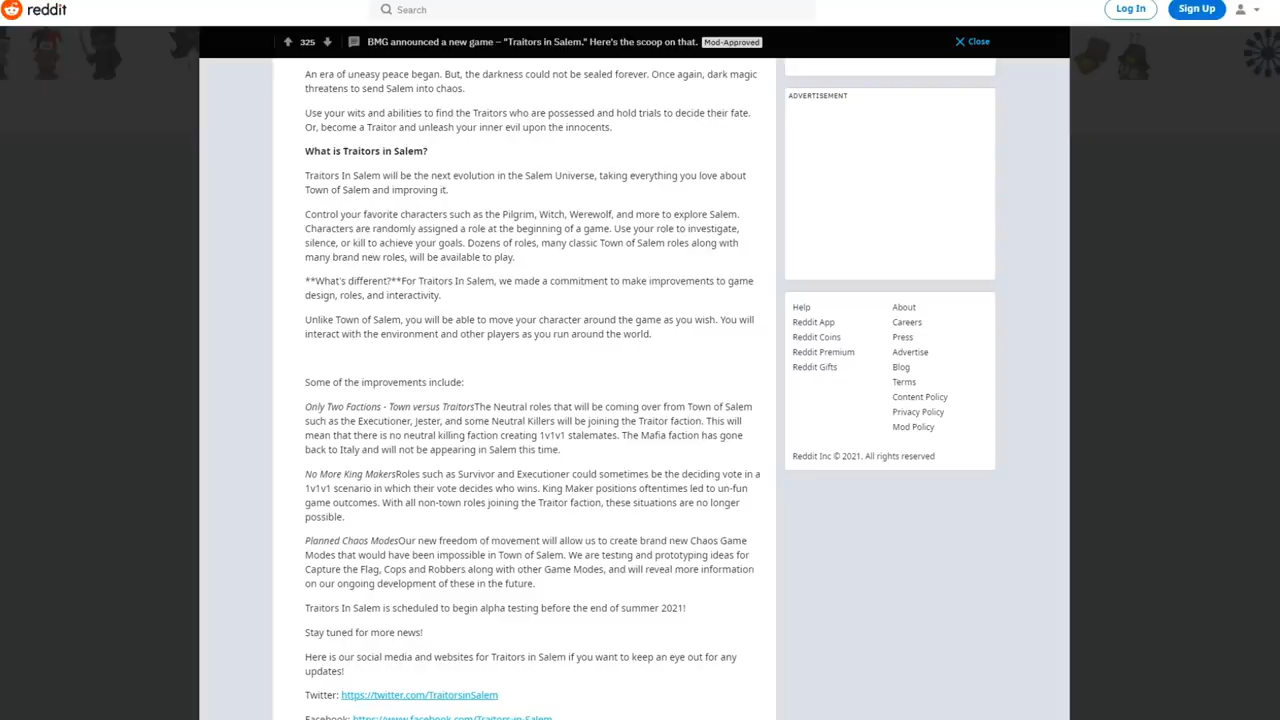 reddit
Search
Log In
Sign Up
325
BMG announced a new game – "Traitors in Salem." Here's the scoop on that.
Mod-Approved
Close
An era of uneasy peace began. But, the darkness could not be sealed forever. Once again, dark magic
threatens to send Salem into chaos.
Use your wits and abilities to find the Traitors who are possessed and hold trials to decide their fate.
Or, become a Traitor and unleash your inner evil upon the innocents.
What is Traitors in Salem?
Traitors In Salem will be the next evolution in the Salem Universe, taking everything you love about
Town of Salem and improving it.
Control your favorite characters such as the Pilgrim, Witch, Werewolf, and more to explore Salem.
Characters are randomly assigned a role at the beginning of a game. Use your role to investigate,
silence, or kill to achieve your goals. Dozens of roles, many classic Town of Salem roles along with
many brand new roles, will be available to play.
**What's different?**For Traitors In Salem, we made a commitment to make improvements to game
design, roles, and interactivity.
Unlike Town of Salem, you will be able to move your character around the game as you wish. You will
interact with the environment and other players as you run around the world.
Some of the improvements include:
Only Two Factions - Town versus TraitorsThe Neutral roles that will be coming over from Town of Salem
such as the Executioner, Jester, and some Neutral Killers will be joining the Traitor faction. This will
mean that there is no neutral killing faction creating 1v1v1 stalemates. The Mafia faction has gone
back to Italy and will not be appearing in Salem this time.
No More King MakersRoles such as Survivor and Executioner could sometimes be the deciding vote in a
1v1v1 scenario in which their vote decides who wins. King Maker positions oftentimes led to un-fun
game outcomes. With all non-town roles joining the Traitor faction, these situations are no longer
possible.
Planned Chaos ModesOur new freedom of movement will allow us to create brand new Chaos Game
Modes that would have been impossible in Town of Salem. We are testing and prototyping ideas for
Capture the Flag, Cops and Robbers along with other Game Modes, and will reveal more information
on our ongoing development of these in the future.
Traitors In Salem is scheduled to begin alpha testing before the end of summer 2021!
Stay tuned for more news!
Here is our social media and websites for Traitors in Salem if you want to keep an eye out for any
updates!
Twitter: https://twitter.com/TraitorsinSalem
Facebook: https://www.facebook.com/Traitors-in-Salem
ADVERTISEMENT
Help
Reddit App
Reddit Coins
Reddit Premium
Reddit Gifts
About
Careers
Press
Advertise
Blog
Terms
Content Policy
Privacy Policy
Mod Policy
Reddit Inc © 2021. All rights reserved